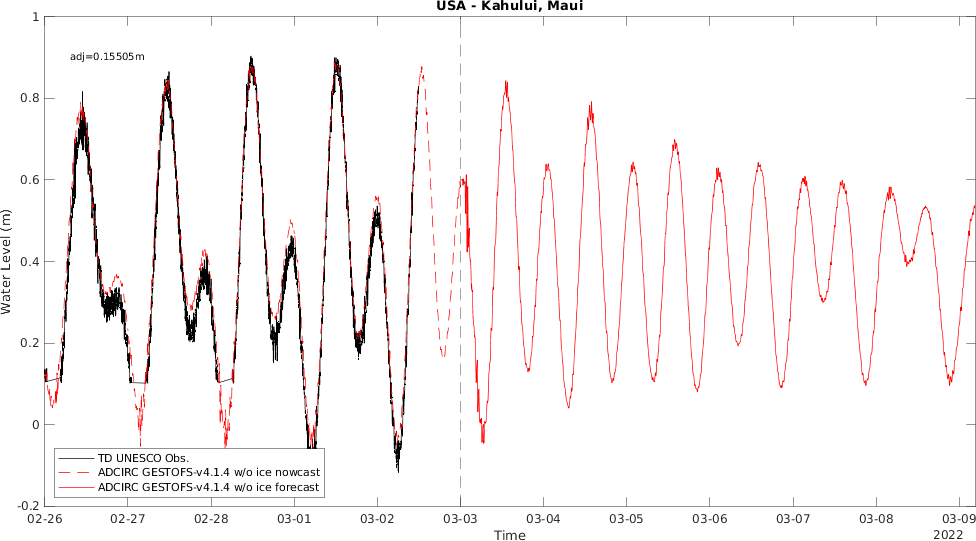 USA - Kahului, Maui
adj=0.15505m
1
0.8
0.6
0.4
0.2
0
-0.2
Water Level (m)
TD UNESCO Obs.
ADCIRC GESTOFS-v4.1.4 w/o ice nowcast
ADCIRC GESTOFS-v4.1.4 w/o ice forecast
02-26 02-27 02-28 03-01 03-02 03-03 03-04 03-05 03-06 03-07 03-08 03-09
Time
2022